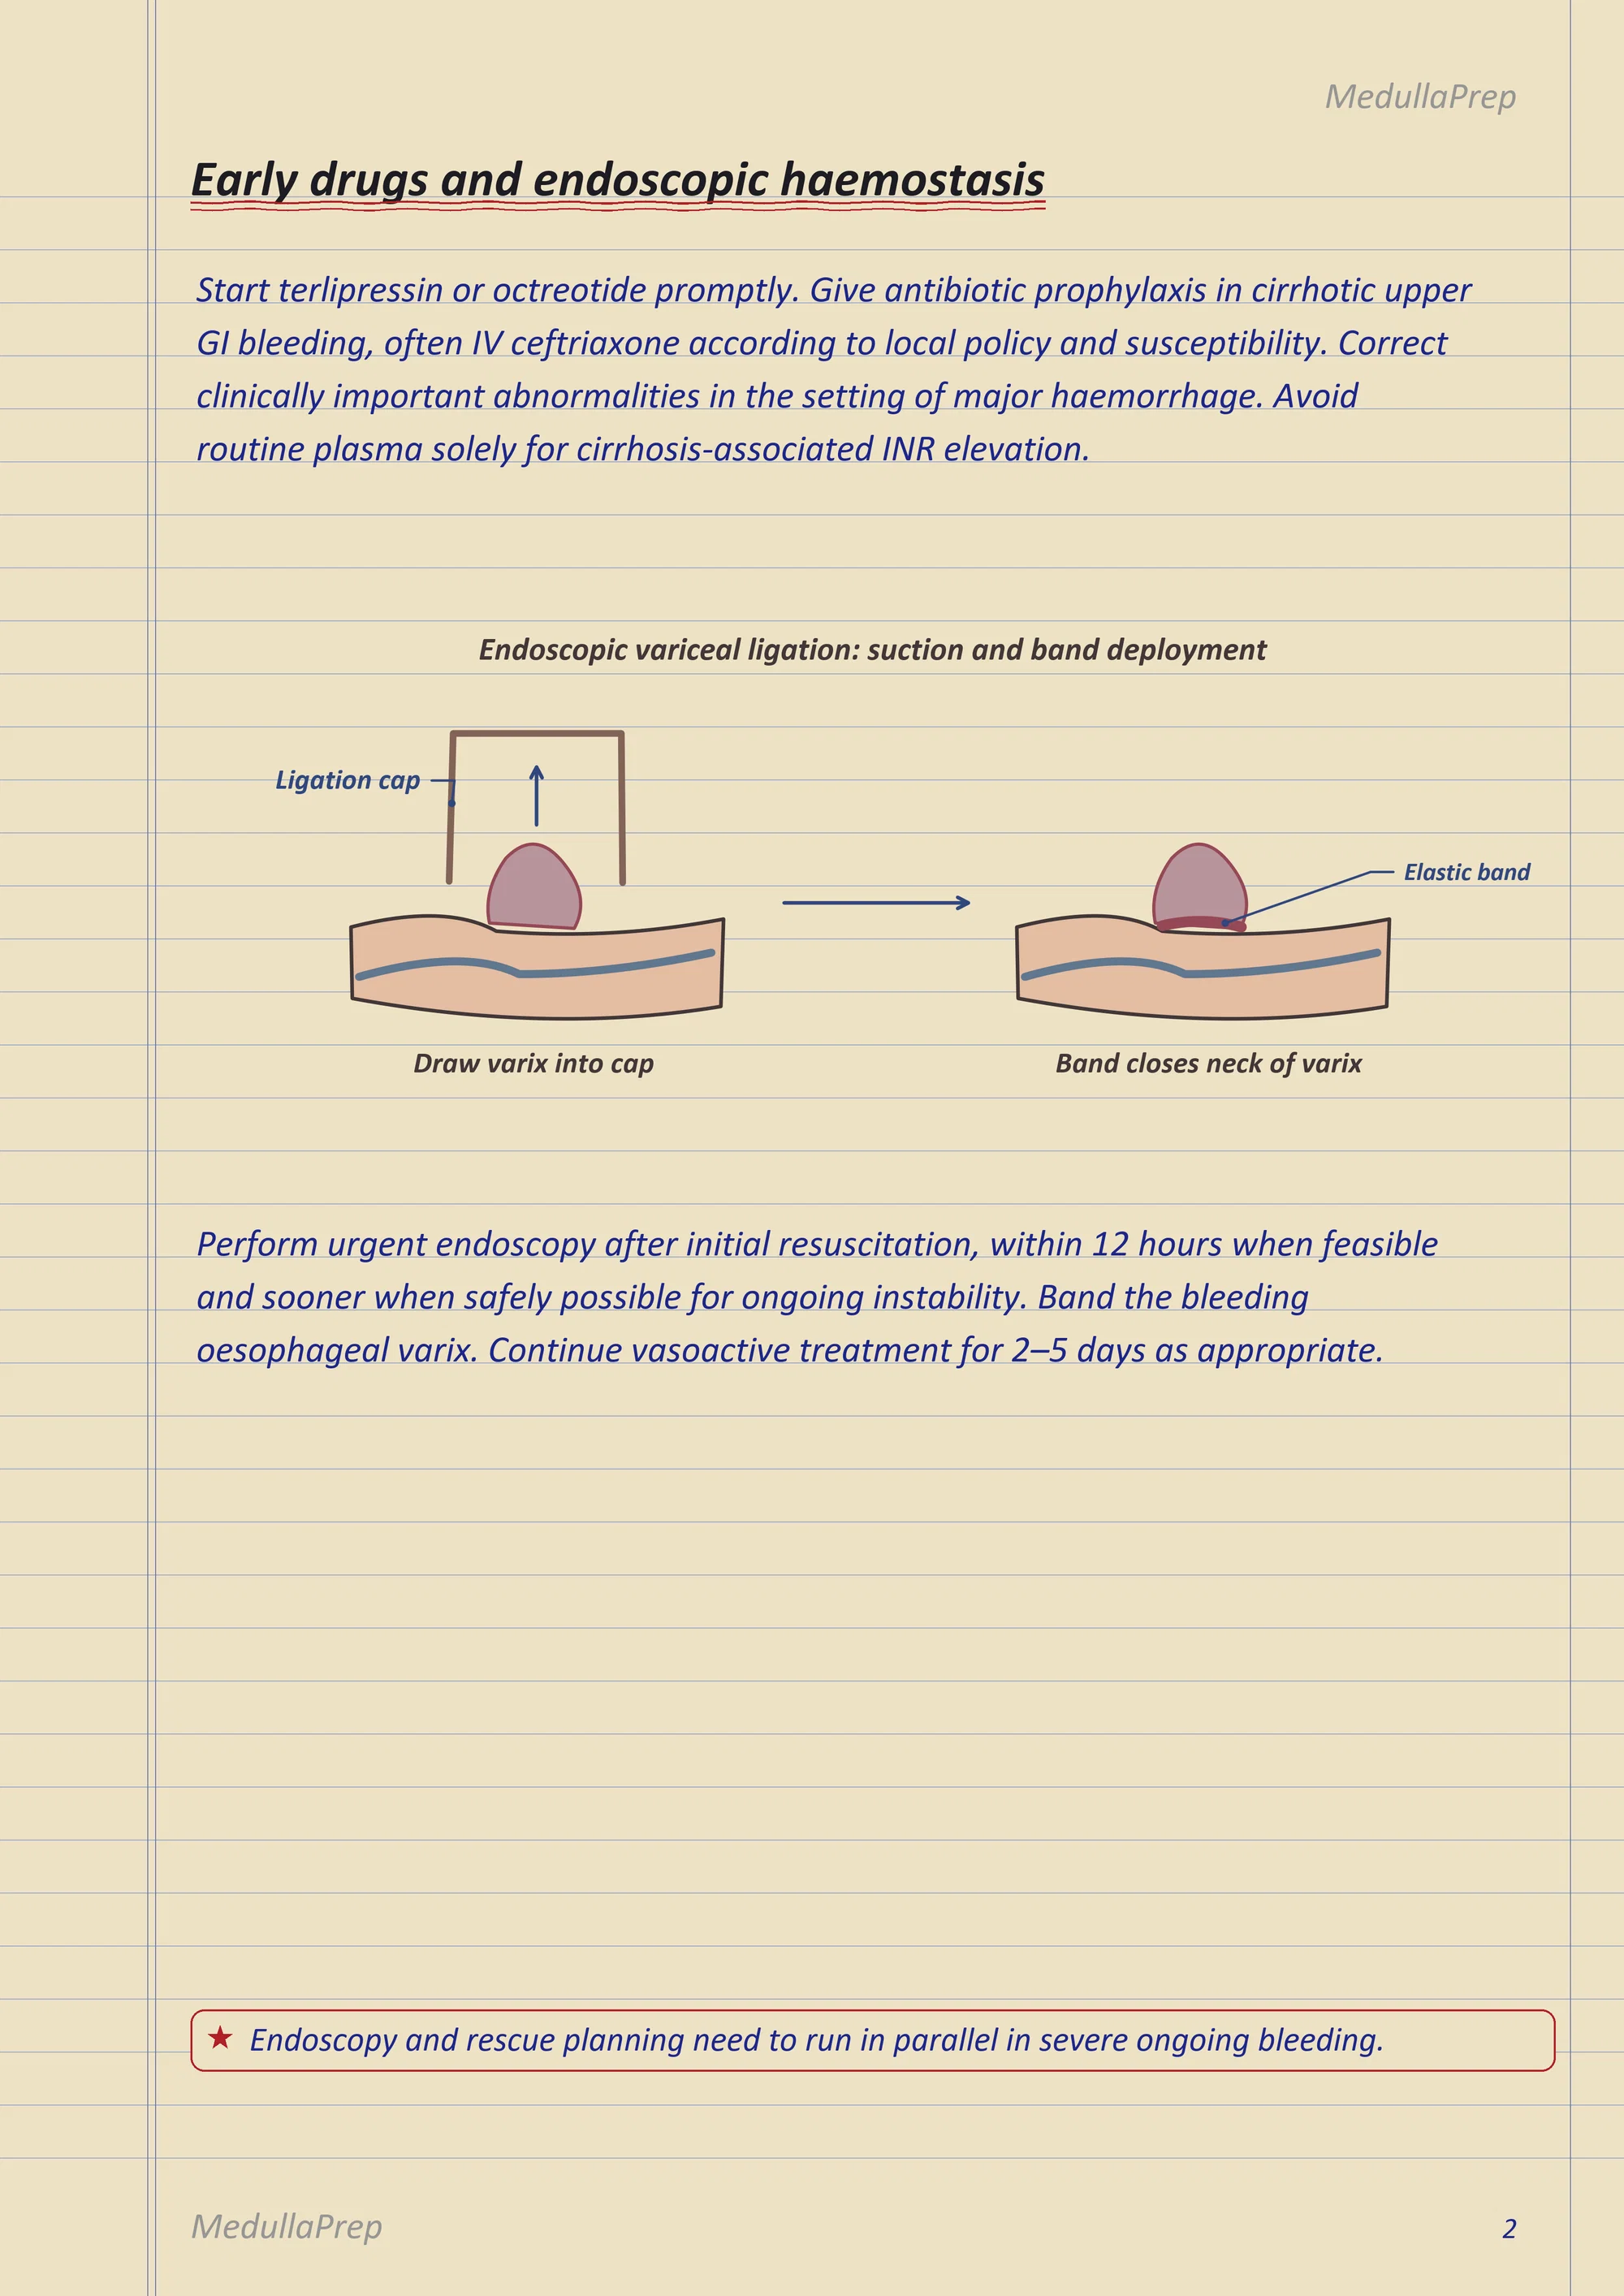 MedullaPrep
Early drugs and endoscopic haemostasis
Start terlipressin or octreotide promptly. Give antibiotic prophylaxis in cirrhotic upper
GI bleeding, often IV ceftriaxone according to local policy and susceptibility. Correct
clinically important abnormalities in the setting of major haemorrhage. Avoid
routine plasma solely for cirrhosis-associated INR elevation.
Endoscopic variceal ligation: suction and band deployment
Ligation cap
Elastic band
Draw varix into cap
Band closes neck of varix
Perform urgent endoscopy after initial resuscitation, within 12 hours when feasible
and sooner when safely possible for ongoing instability. Band the bleeding
oesophageal varix. Continue vasoactive treatment for 2–5 days as appropriate.
★ Endoscopy and rescue planning need to run in parallel in severe ongoing bleeding.
MedullaPrep
2